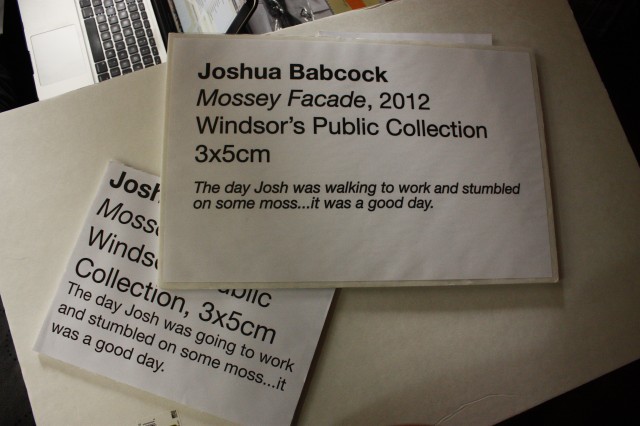 Joshua Babcock
Mossey Facade, 2012
Windsor's Public Collection
3x5cm
The day Josh was walking to work and stumbled
on some moss...it was a good day.
Josh
Moss
Windso ublic
Collection, 3x5cm
The day Josh was going to work
and stumbled on some moss...it
was a good day.